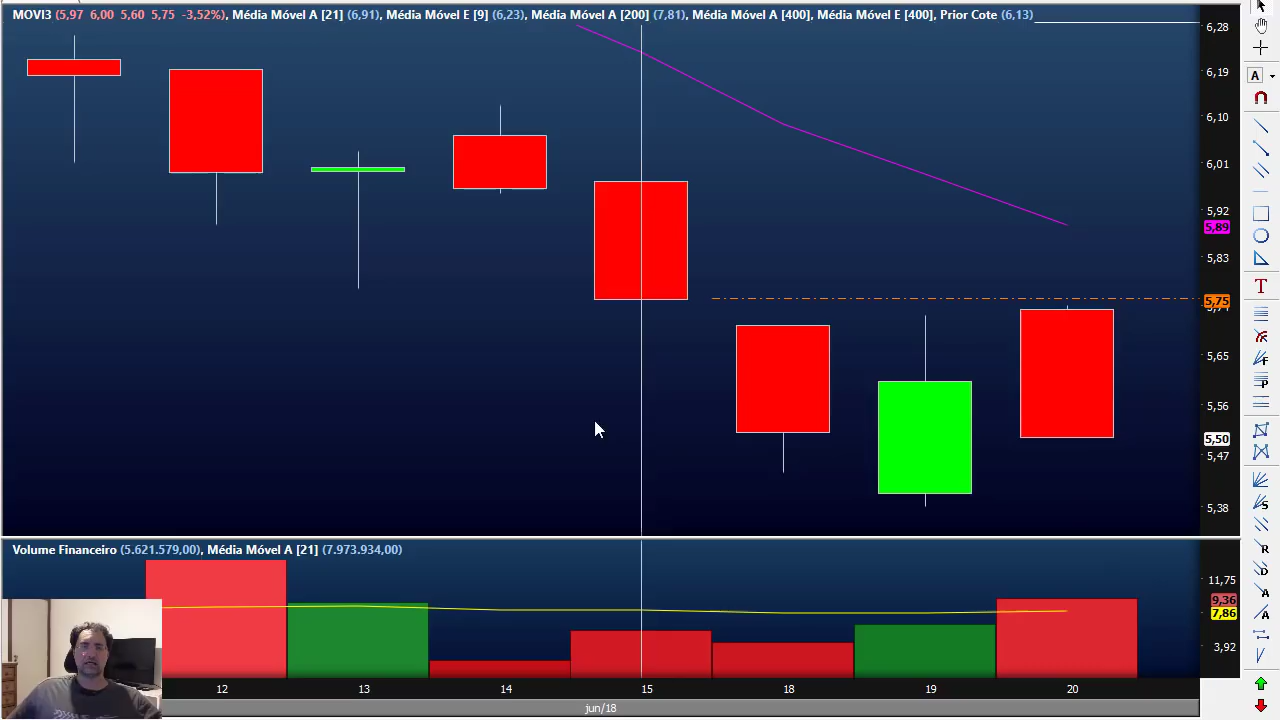 MOVI3 (5,97 6,00 5,60 5,75 -3,52%), Média Móvel A [21] (6,91), Média Móvel E [9] (6,23), Média Móvel A [200] (7,81), Média Móvel A [400], Média Móvel E [400], Prior Cote (6,13)
6,28
6,19
6,10
6,01
5,92
5,89
5,83
5,75
5,65
5,56
5,50
5,47
5,38
Volume Financeiro (5.621.579,00), Média Móvel A [21] (7.973.934,00)
11,75
9,36
7,86
3,92
12 13 14 15 18 19 20
jun/18
A
T
F
P
S
R
D
A
A